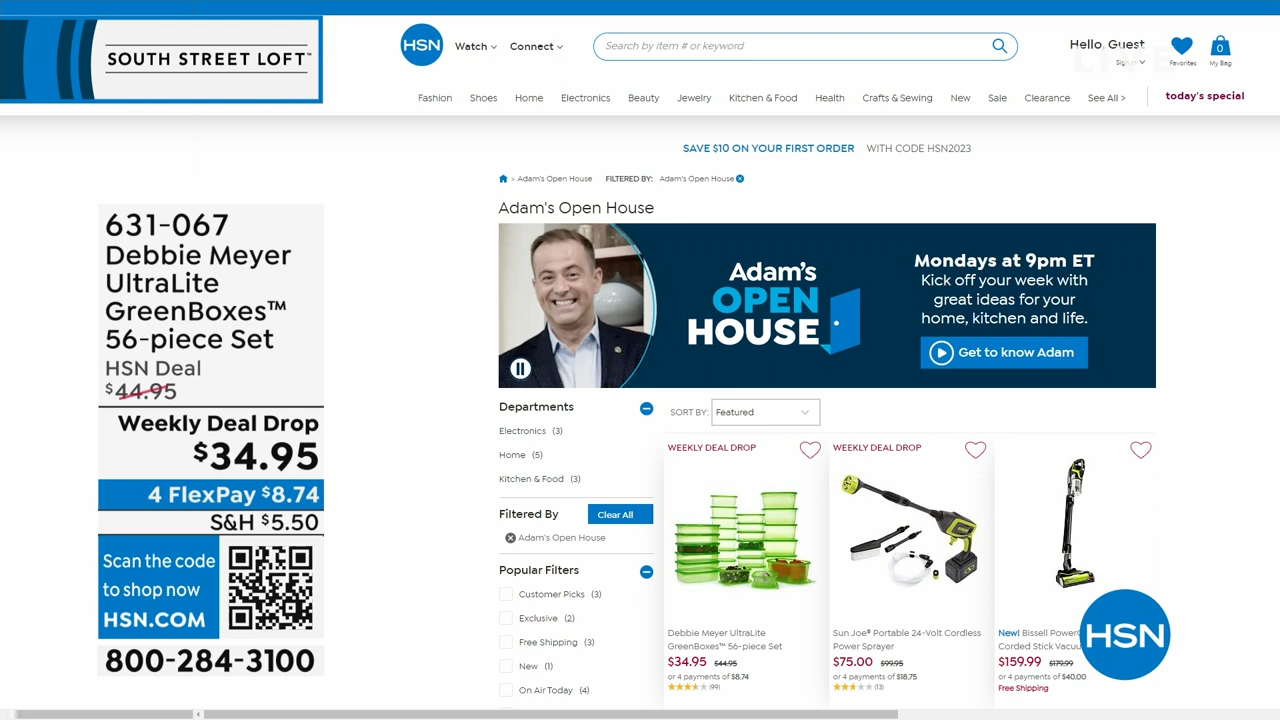 SOUTH STREET LOFT™
HSN
Watch
Connect
Search by item # or keyword
Hello, Guest
LIVE
Favorites
0
My Bag
Fashion
Shoes
Home
Electronics
Beauty
Jewelry
Kitchen & Food
Health
Crafts & Sewing
New
Sale
Clearance
See All >
today's special
SAVE $10 ON YOUR FIRST ORDER WITH CODE HSN2023
> Adam's Open House FILTERED BY: Adam's Open House
Adam's Open House
Adam's
OPEN
HOUSE
Mondays at 9pm ET
Kick off your week with
great ideas for your
home, kitchen and life.
Get to know Adam
631-067
Debbie Meyer
UltraLite
GreenBoxes™
56-piece Set
HSN Deal
$44.95
Weekly Deal Drop
$34.95
4 FlexPay $8.74
S&H $5.50
Scan the code
to shop now
HSN.COM
800-284-3100
Departments
Electronics (3)
Home (5)
Kitchen & Food (3)
Filtered By
Clear All
Adam's Open House
Popular Filters
Customer Picks (3)
Exclusive (2)
Free Shipping (3)
New (1)
On Air Today (4)
SORT BY: Featured
WEEKLY DEAL DROP
Debbie Meyer UltraLite
GreenBoxes™ 56-piece Set
$34.95 $44.95
or 4 payments of $8.74
(99)
WEEKLY DEAL DROP
Sun Joe® Portable 24-Volt Cordless
Power Sprayer
$75.00 $99.95
or 4 payments of $18.75
(13)
New! Bissell Power
Corded Stick Vacuu
$159.99 $179.99
or 4 payments of $40.00
Free Shipping
HSN